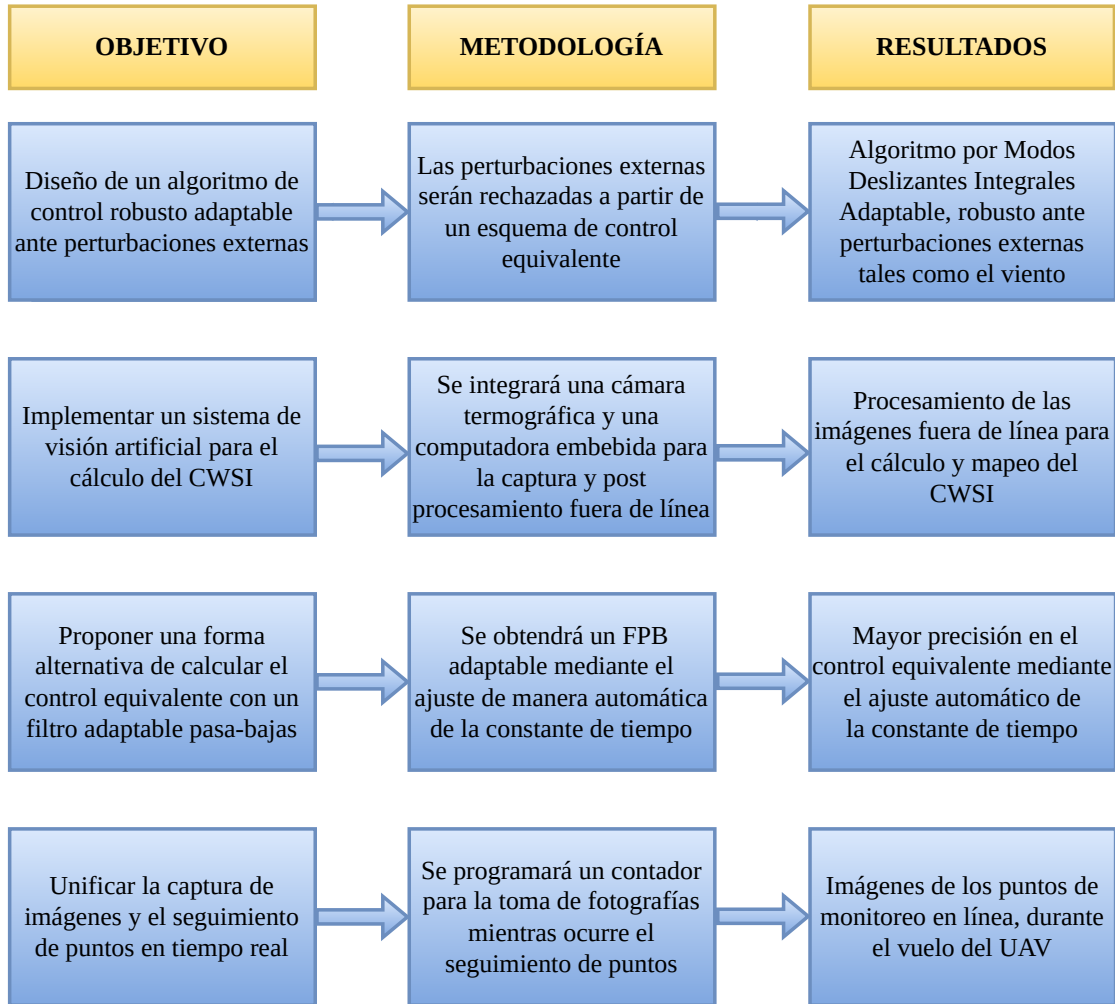 OBJETIVO
METODOLOGÍA
RESULTADOS
Diseño de un algoritmo de
control robusto adaptable
ante perturbaciones externas
Las perturbaciones externas
serán rechazadas a partir de
un esquema de control
equivalente
Algoritmo por Modos
Deslizantes Integrales
Adaptable, robusto ante
perturbaciones externas
tales como el viento
Implementar un sistema de
visión artificial para el
cálculo del CWSI
Se integrará una cámara
termográfica y una
computadora embebida para
la captura y post
procesamiento fuera de línea
Procesamiento de las
imágenes fuera de línea para
el cálculo y mapeo del
CWSI
Proponer una forma
alternativa de calcular el
control equivalente con un
filtro adaptable pasa-bajas
Se obtendrá un FPB
adaptable mediante el
ajuste de manera automática
de la constante de tiempo
Mayor precisión en el
control equivalente mediante
el ajuste automático de
la constante de tiempo
Unificar la captura de
imágenes y el seguimiento
de puntos en tiempo real
Se programará un contador
para la toma de fotografías
mientras ocurre el
seguimiento de puntos
Imágenes de los puntos de
monitoreo en línea, durante
el vuelo del UAV